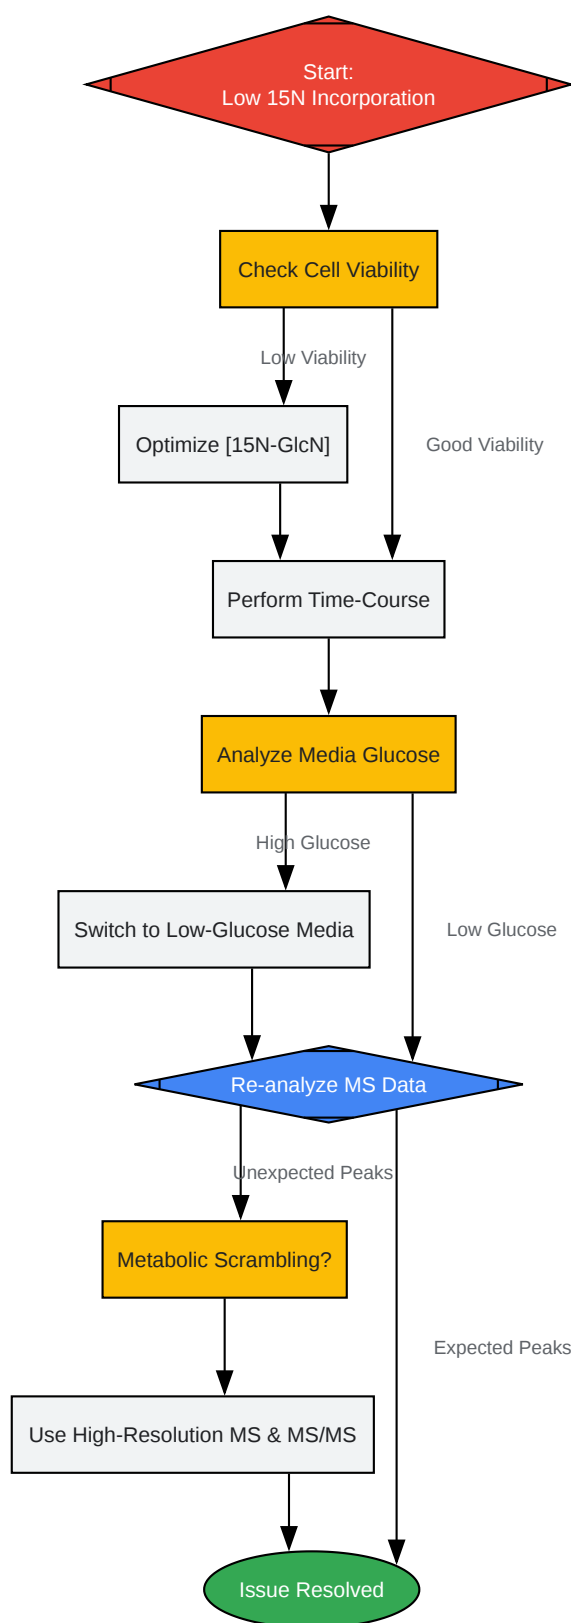 Start:
Low 15N Incorporation
Check Cell Viability
Low Viability
Optimize [15N-GlcN]
Good Viability
Perform Time-Course
Analyze Media Glucose
High Glucose
Switch to Low-Glucose Media
Low Glucose
Re-analyze MS Data
Unexpected Peaks
Metabolic Scrambling?
Expected Peaks
Use High-Resolution MS & MS/MS
Issue Resolved